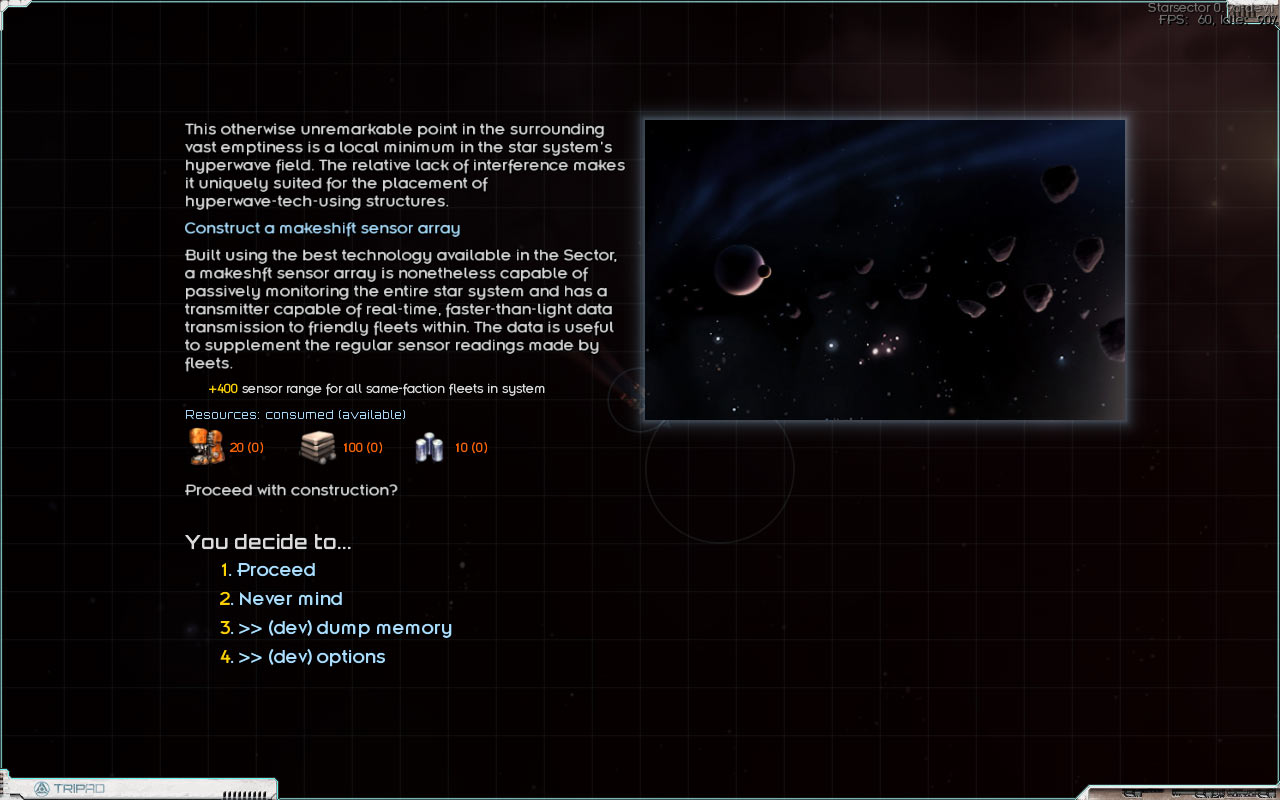 Starsector 0.
FPS: 60, Idle:
This otherwise unremarkable point in the surrounding
vast emptiness is a local minimum in the star system's
hyperwave field. The relative lack of interference makes
it uniquely suited for the placement of
hyperwave-tech-using structures.
Construct a makeshift sensor array
Built using the best technology available in the Sector,
a makeshft sensor array is nonetheless capable of
passively monitoring the entire star system and has a
transmitter capable of real-time, faster-than-light data
transmission to friendly fleets within. The data is useful
to supplement the regular sensor readings made by
fleets.
+400 sensor range for all same-faction fleets in system
Resources: consumed (available)
20 (0) 100 (0) 10 (0)
Proceed with construction?
You decide to...
1. Proceed
2. Never mind
3. >> (dev) dump memory
4. >> (dev) options
TRIPAD